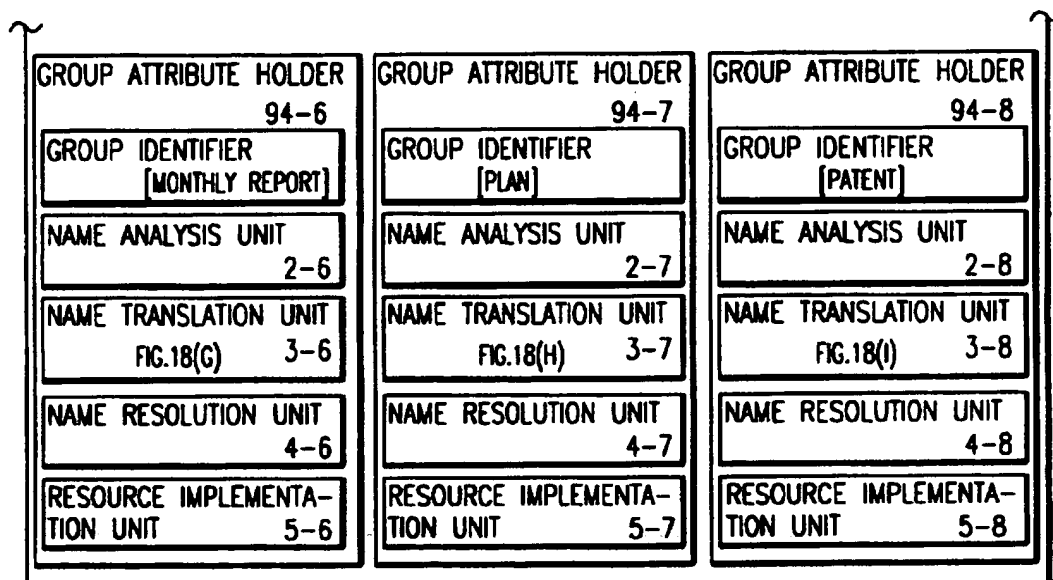 GROUP ATTRIBUTE HOLDER
94-6
GROUP IDENTIFIER
[MONTHLY REPORT]
NAME ANALYSIS UNIT
2-6
NAME TRANSLATION UNIT
FIG.18(G) 3-6
NAME RESOLUTION UNIT
4-6
RESOURCE IMPLEMENTA-
TION UNIT 5-6
GROUP ATTRIBUTE HOLDER
94-7
GROUP IDENTIFIER
[PLAN]
NAME ANALYSIS UNIT
2-7
NAME TRANSLATION UNIT
FIG.18(H) 3-7
NAME RESOLUTION UNIT
4-7
RESOURCE IMPLEMENTA-
TION UNIT 5-7
GROUP ATTRIBUTE HOLDER
94-8
GROUP IDENTIFIER
[PATENT]
NAME ANALYSIS UNIT
2-8
NAME TRANSLATION UNIT
FIG.18(I) 3-8
NAME RESOLUTION UNIT
4-8
RESOURCE IMPLEMENTA-
TION UNIT 5-8